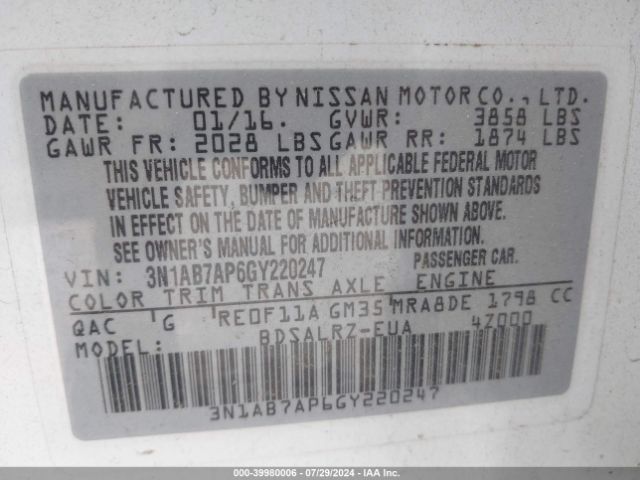 MANUFACTURED BY NISSAN MOTOR CO., LTD.
DATE: 01/16. GVWR: 3858 LBS
GAWR FR: 2028 LBS GAWR RR: 1874 LBS
THIS VEHICLE CONFORMS TO ALL APPLICABLE FEDERAL MOTOR
VEHICLE SAFETY, BUMPER AND THEFT PREVENTION STANDARDS
IN EFFECT ON THE DATE OF MANUFACTURE SHOWN ABOVE.
SEE OWNER'S MANUAL FOR ADDITIONAL INFORMATION.
VIN: 3N1AB7AP6GY220247 PASSENGER CAR.
COLOR TRIM TRANS AXLE ENGINE
QAC G RE0F11A GM35 MRA8DE 1798 CC
MODEL: BDSALRZ-EUA 4Z000
3N1AB7AP6GY220247
000-39980006 - 07/29/2024 - IAA Inc.